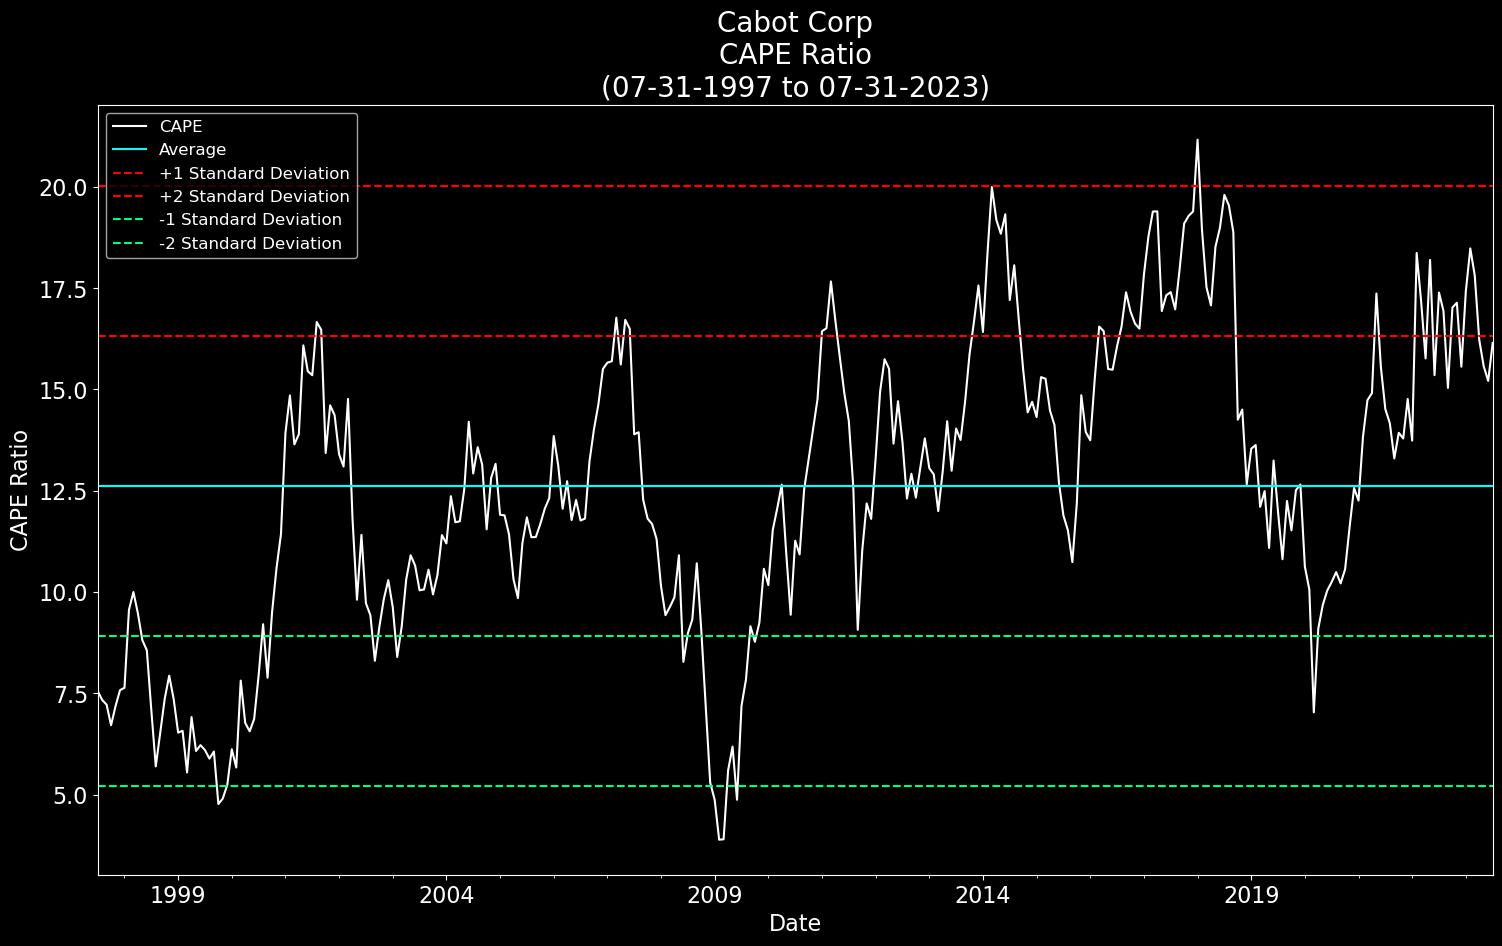 Cabot Corp
CAPE Ratio
(07-31-1997 to 07-31-2023)
CAPE
Average
+1 Standard Deviation
+2 Standard Deviation
-1 Standard Deviation
-2 Standard Deviation
20.0
17.5
15.0
12.5
10.0
7.5
5.0
CAPE Ratio
1999
2004
2009
2014
2019
Date